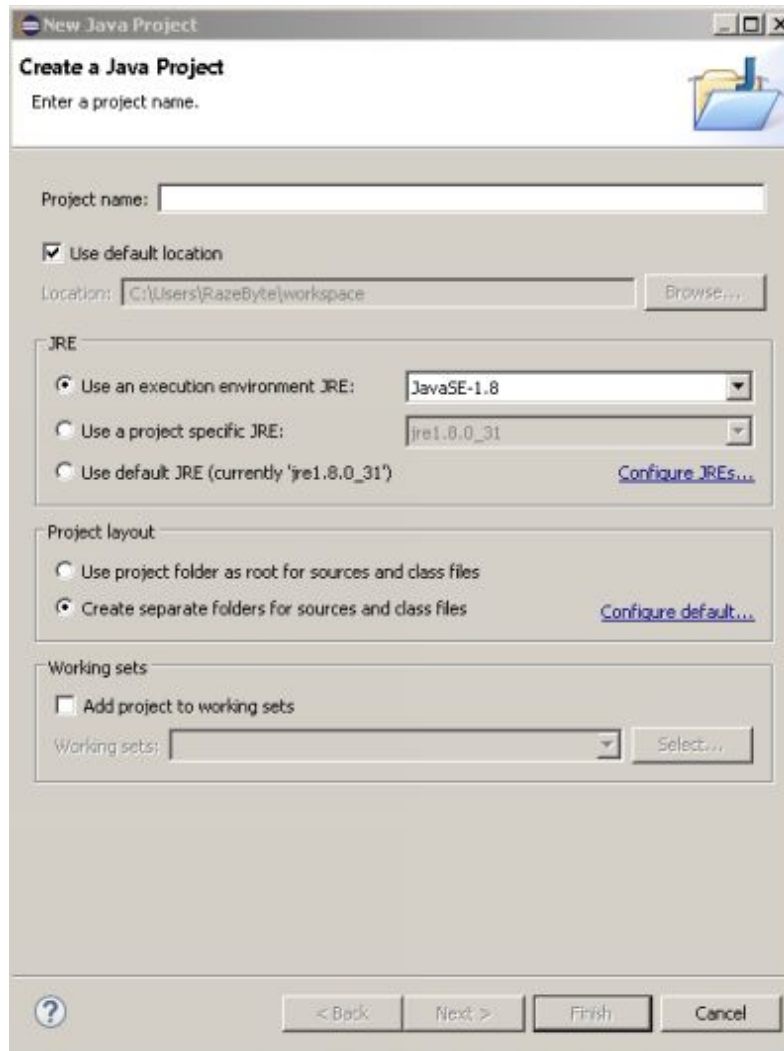 New Java Project
Create a Java Project
Enter a project name.
Project name:
Use default location
Location: C:\Users\RazeByte\workspace Browse...
JRE
Use an execution environment JRE: JavaSE-1.8
Use a project specific JRE: jre1.8.0_31
Use default JRE (currently 'jre1.8.0_31') Configure JREs...
Project layout
Use project folder as root for sources and class files
Create separate folders for sources and class files Configure default...
Working sets
Add project to working sets
Working sets: Select...
? < Back Next > Finish Cancel